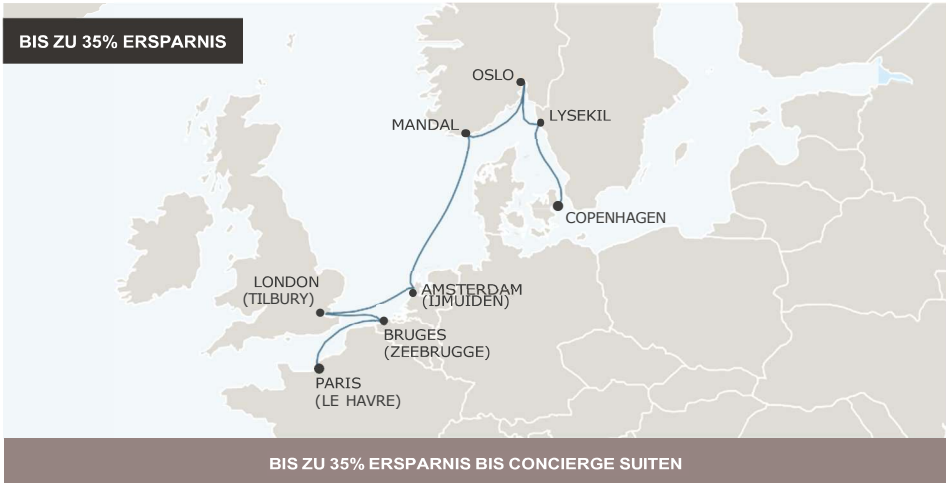 BIS ZU 35% ERSPARNIS
OSLO
LYSEKIL
MANDAL
COPENHAGEN
LONDON
(TILBURY)
AMSTERDAM
(IJMUIDEN)
BRUGES
(ZEEBRUGGE)
PARIS
(LE HAVRE)
BIS ZU 35% ERSPARNIS BIS CONCIERGE SUITEN